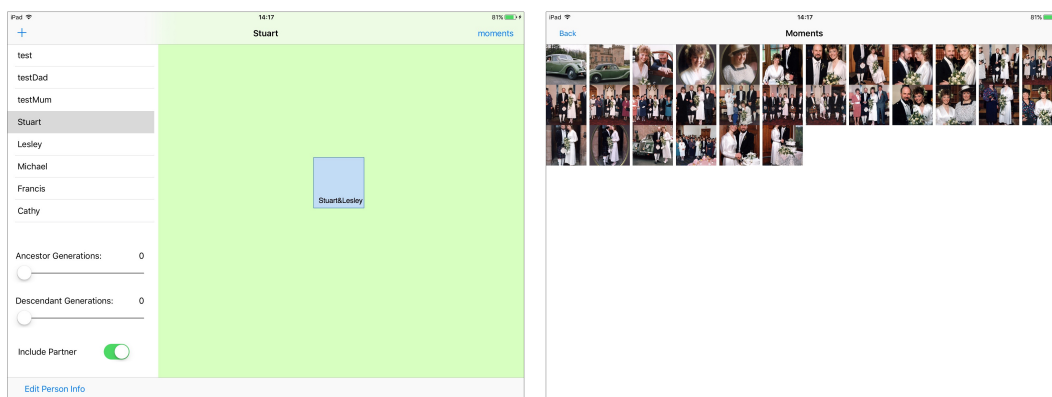 iPad 14:17 81%
+ Stuart moments
test
testDad
testMum
Stuart
Lesley
Michael
Francis
Cathy
Stuart&Lesley
Ancestor Generations: 0
Descendant Generations: 0
Include Partner
Edit Person Info
iPad 14:17 81%
Back Moments